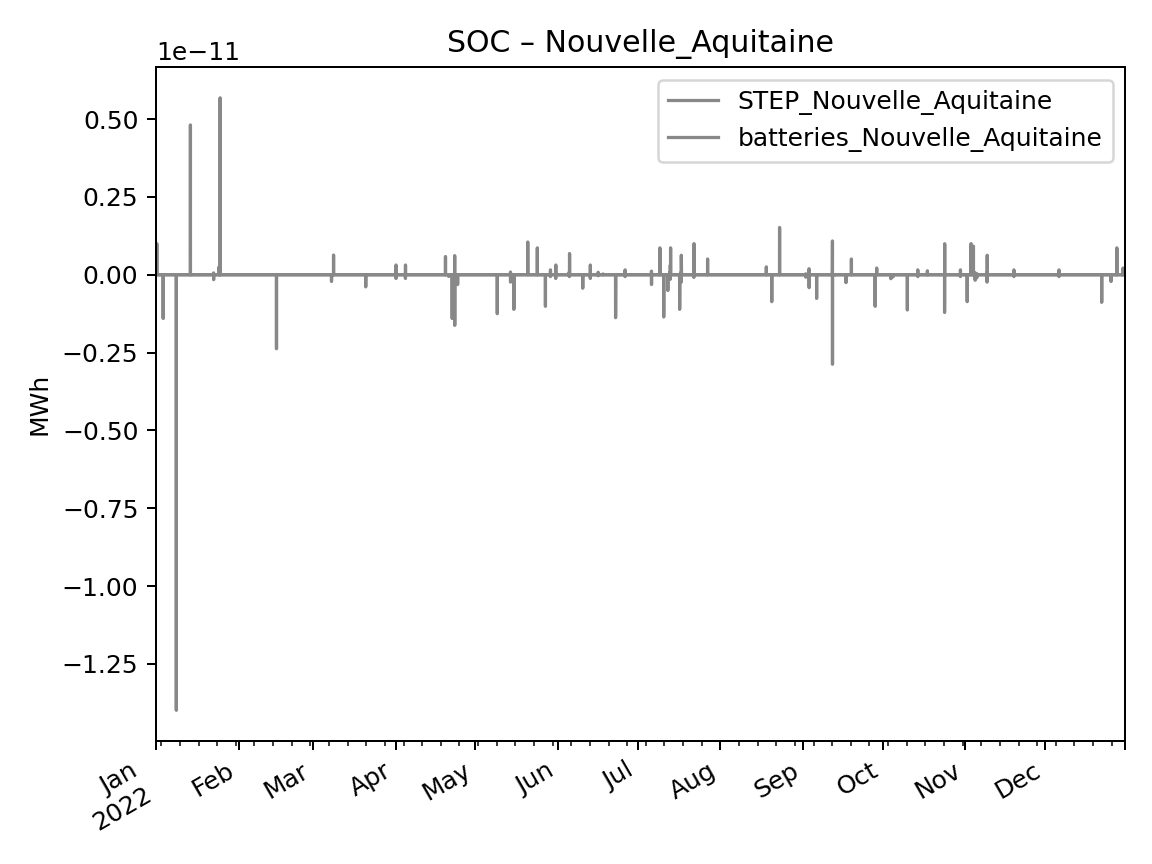 SOC – Nouvelle_Aquitaine
1e−11
STEP_Nouvelle_Aquitaine
batteries_Nouvelle_Aquitaine
0.50
0.25
0.00
−0.25
−0.50
−0.75
−1.00
−1.25
MWh
Jan
2022
Feb
Mar
Apr
May
Jun
Jul
Aug
Sep
Oct
Nov
Dec